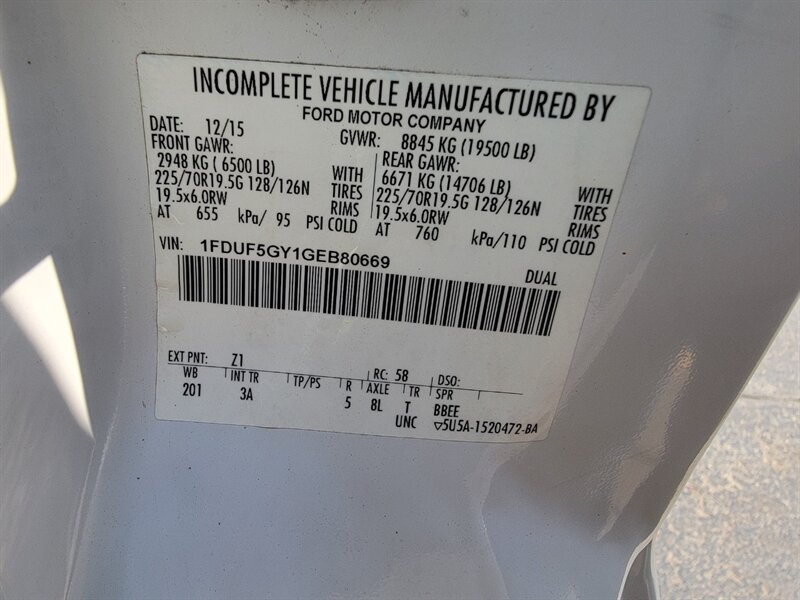 INCOMPLETE VEHICLE MANUFACTURED BY
FORD MOTOR COMPANY
DATE: 12/15 GVWR: 8845 KG (19500 LB)
FRONT GAWR: REAR GAWR:
2948 KG ( 6500 LB) WITH 6671 KG (14706 LB) WITH
225/70R19.5G 128/126N TIRES 225/70R19.5G 128/126N TIRES
19.5x6.0RW RIMS 19.5x6.0RW RIMS
AT 655 kPa/ 95 PSI COLD AT 760 kPa/110 PSI COLD
VIN: 1FDUF5GY1GEB80669 DUAL
EXT PNT: Z1 RC: 58 DSO:
WB INT TR TP/PS R AXLE TR SPR
201 3A 5 8L T BBEE
UNC ▽5U5A-1520472-BA